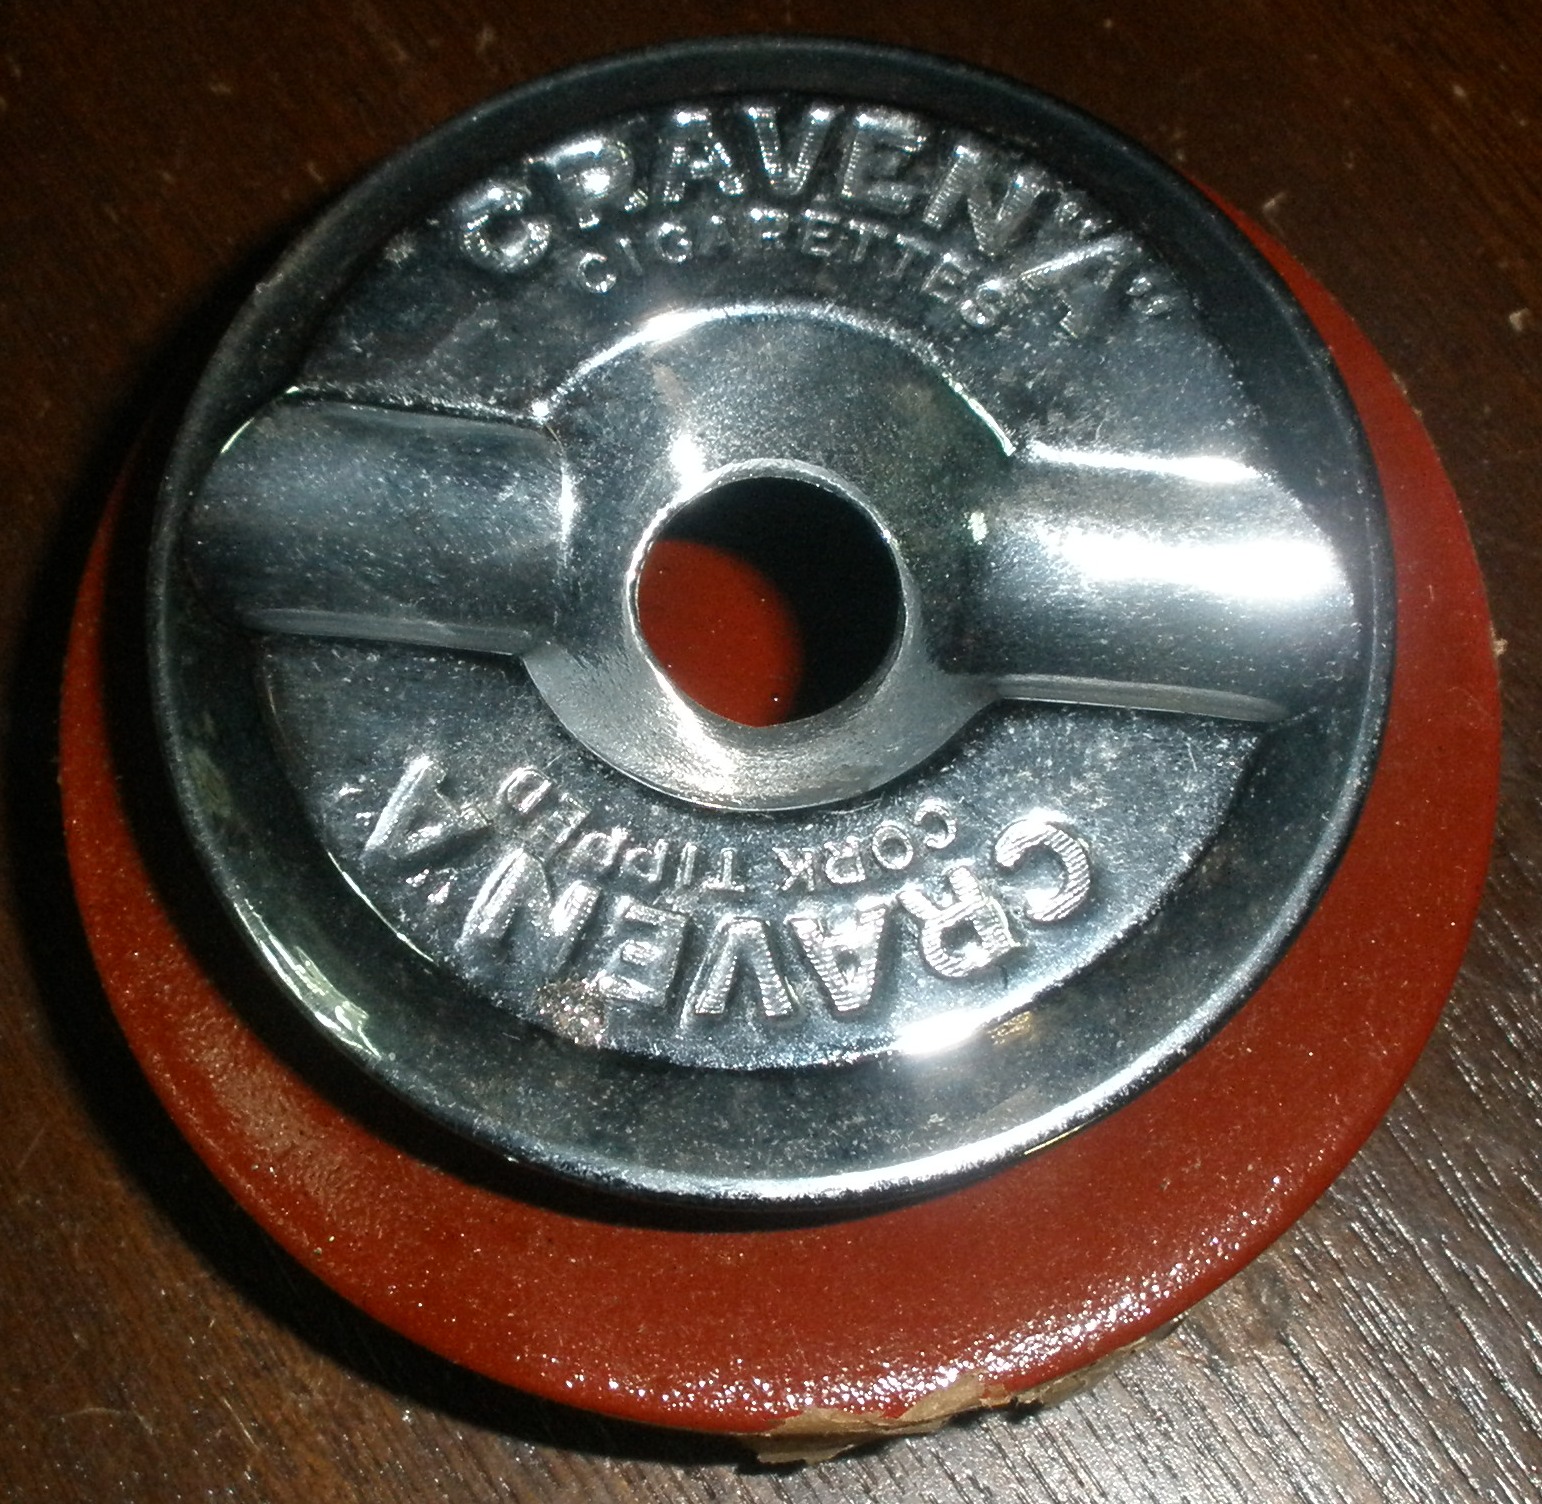 CRAVEN "A"
CIGARETTES
CORK TIPPED
CRAVEN "A"